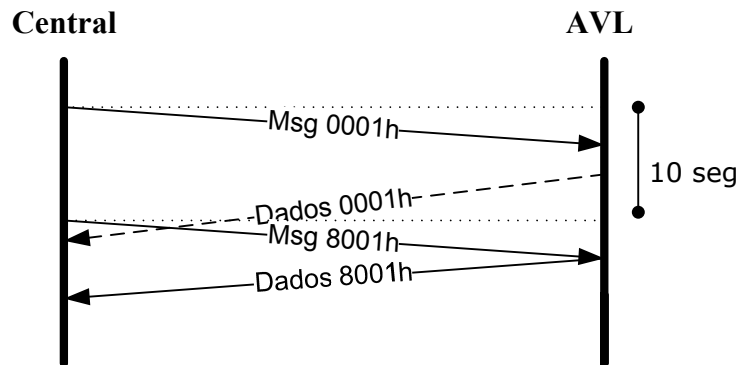 Central
AVL
Msg 0001h
10 seg
Dados 0001h
Msg 8001h
Dados 8001h